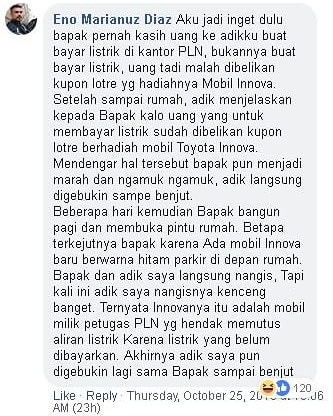 Eno Marianuz Diaz Aku jadi inget dulu
bapak pernah kasih uang ke adikku buat
bayar listrik di kantor PLN, bukannya buat
bayar listrik, uang tadi malah dibelikan
kupon lotre yg hadiahnya Mobil Innova.
Setelah sampai rumah, adik menjelaskan
kepada Bapak kalo uang yang untuk
membayar listrik sudah dibelikan kupon
lotre berhadiah mobil Toyota Innova.
Mendengar hal tersebut bapak pun menjadi
marah dan ngamuk ngamuk, adik langsung
digebukin sampe benjut.
Beberapa hari kemudian Bapak bangun
pagi dan membuka pintu rumah. Betapa
terkejutnya bapak karena Ada mobil Innova
baru berwarna hitam parkir di depan rumah.
Bapak dan adik saya langsung nangis, Tapi
kali ini adik saya nangisnya kenceng
banget. Ternyata Innovanya itu adalah mobil
milik petugas PLN yg hendak memutus
aliran listrik Karena listrik yang belum
dibayarkan. Akhirnya adik saya pun
digebukin lagi sama Bapak sampai benjut
120
Like · Reply · Thursday, October 25,
AM (23h)